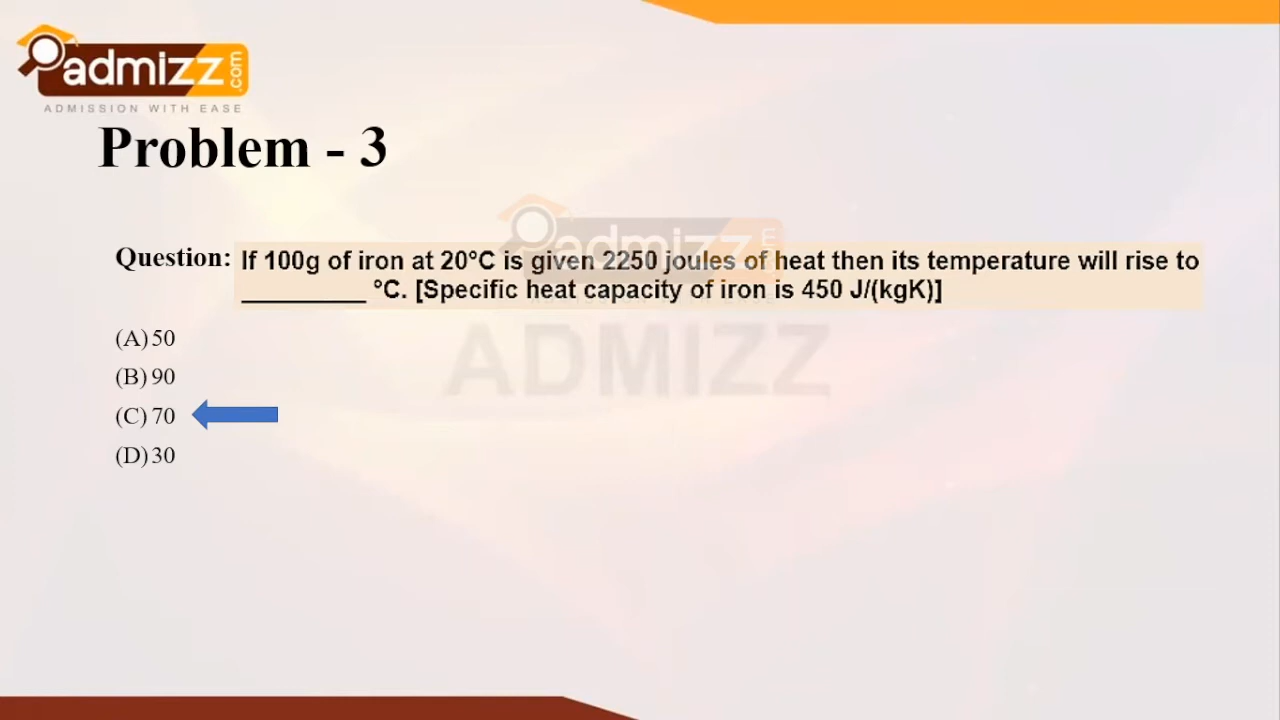 admizz.com
ADMISSION WITH EASE
Problem - 3
Question: If 100g of iron at 20°C is given 2250 joules of heat then its temperature will rise to
_________ °C. [Specific heat capacity of iron is 450 J/(kgK)]
admizz
ADMIZZ
(A) 50
(B) 90
(C) 70
(D) 30